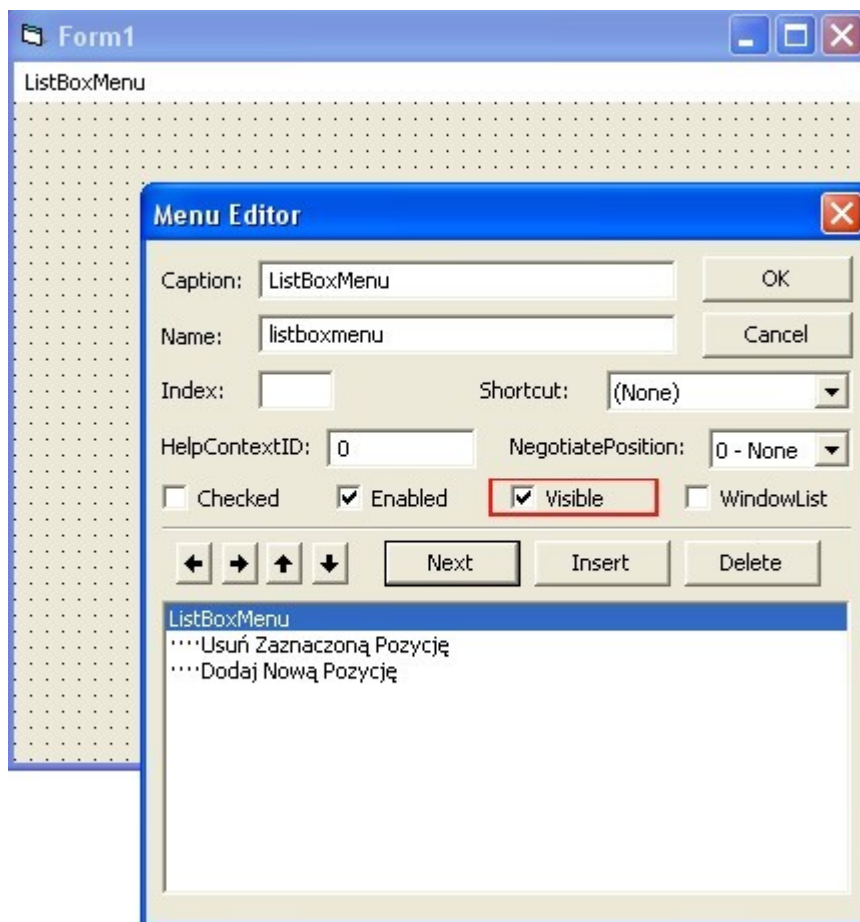 Form1
ListBoxMenu
Menu Editor
Caption: ListBoxMenu OK
Name: listboxmenu Cancel
Index: Shortcut: (None)
HelpContextID: 0 NegotiatePosition: 0 - None
Checked Enabled Visible WindowList
Next Insert Delete
ListBoxMenu
····Usuń Zaznaczoną Pozycję
····Dodaj Nową Pozycję